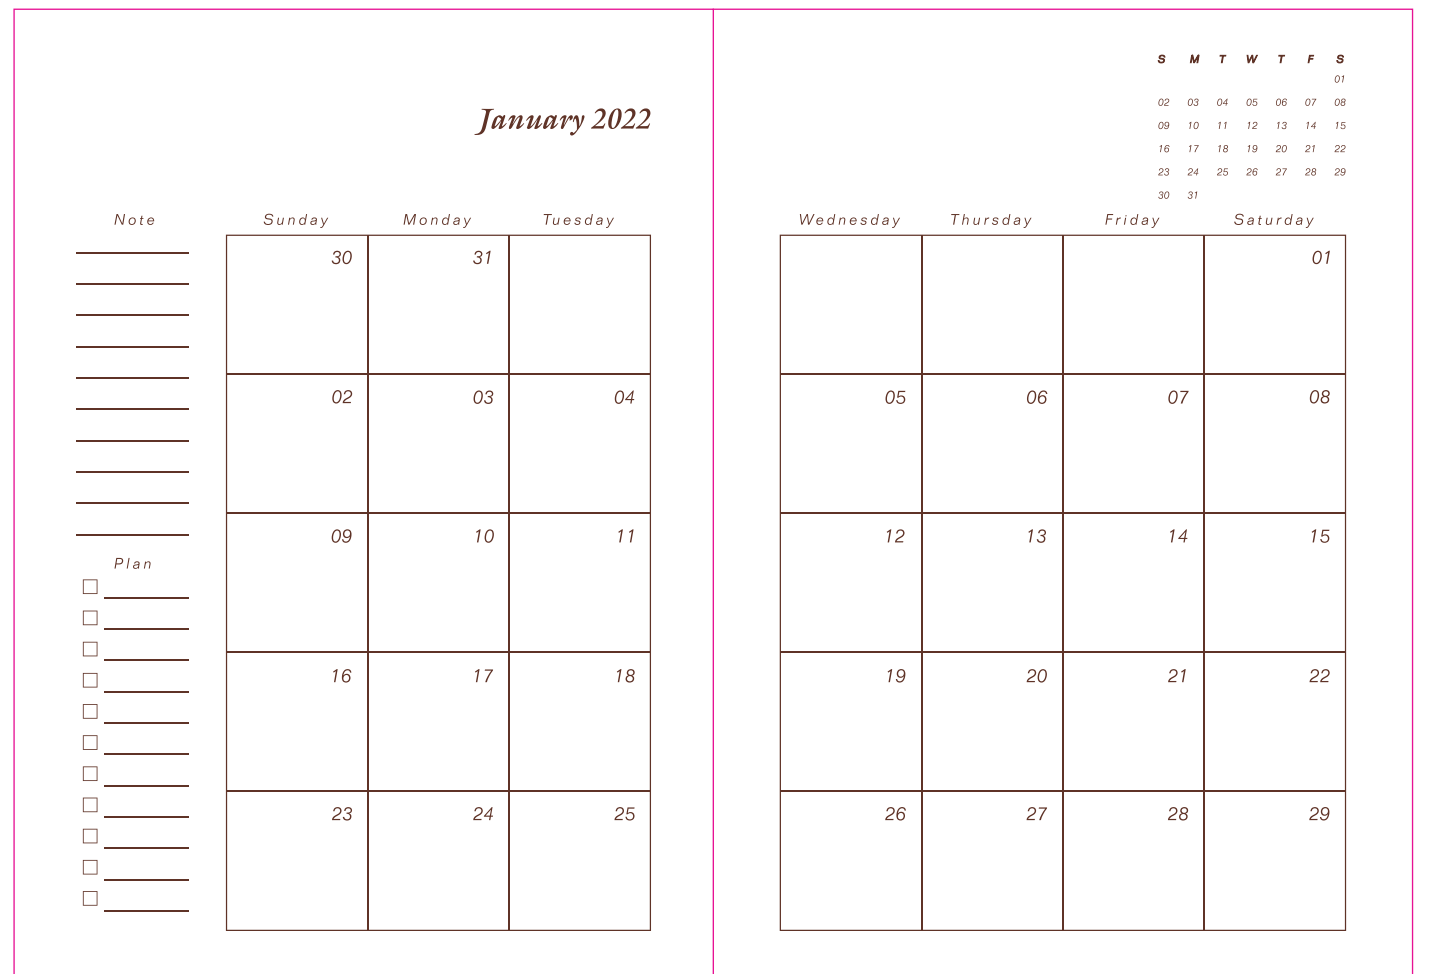 January 2022
S M T W T F S
01
02 03 04 05 06 07 08
09 10 11 12 13 14 15
16 17 18 19 20 21 22
23 24 25 26 27 28 29
30 31
Note
Sunday Monday Tuesday Wednesday Thursday Friday Saturday
30 31 01
02 03 04 05 06 07 08
09 10 11 12 13 14 15
Plan
16 17 18 19 20 21 22
23 24 25 26 27 28 29